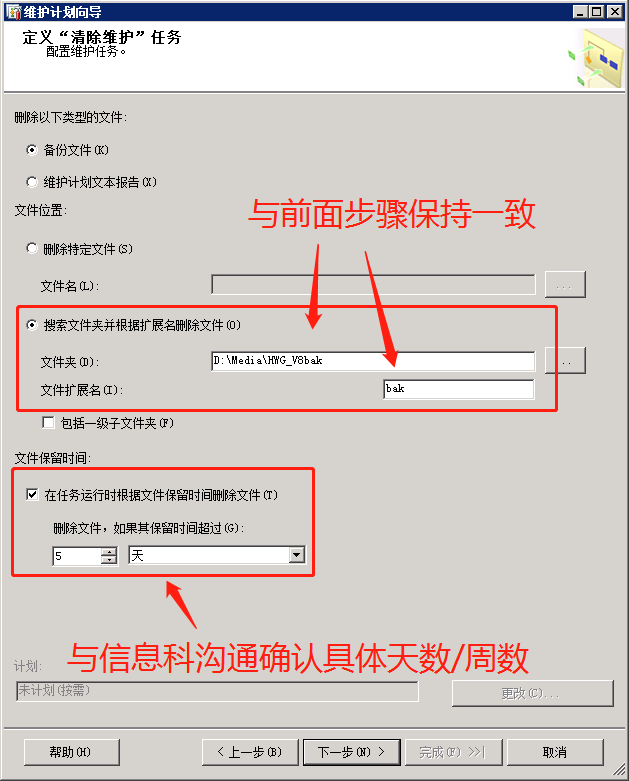 维护计划向导
定义“清除维护”任务
配置维护任务。
删除以下类型的文件:
备份文件(K)
维护计划文本报告(X)
与前面步骤保持一致
文件位置:
删除特定文件(S)
文件名(L):
...
搜索文件夹并根据扩展名删除文件(O)
文件夹(D): D:\Media\HWG_V8bak
..
文件扩展名(I): bak
包括一级子文件夹(F)
文件保留时间:
在任务运行时根据文件保留时间删除文件(T)
删除文件，如果其保留时间超过(G):
5 天
与信息科沟通确认具体天数/周数
计划:
未计划(按需)
更改(C)...
帮助(H) < 上一步(B) 下一步(N) > 完成(F) >>| 取消